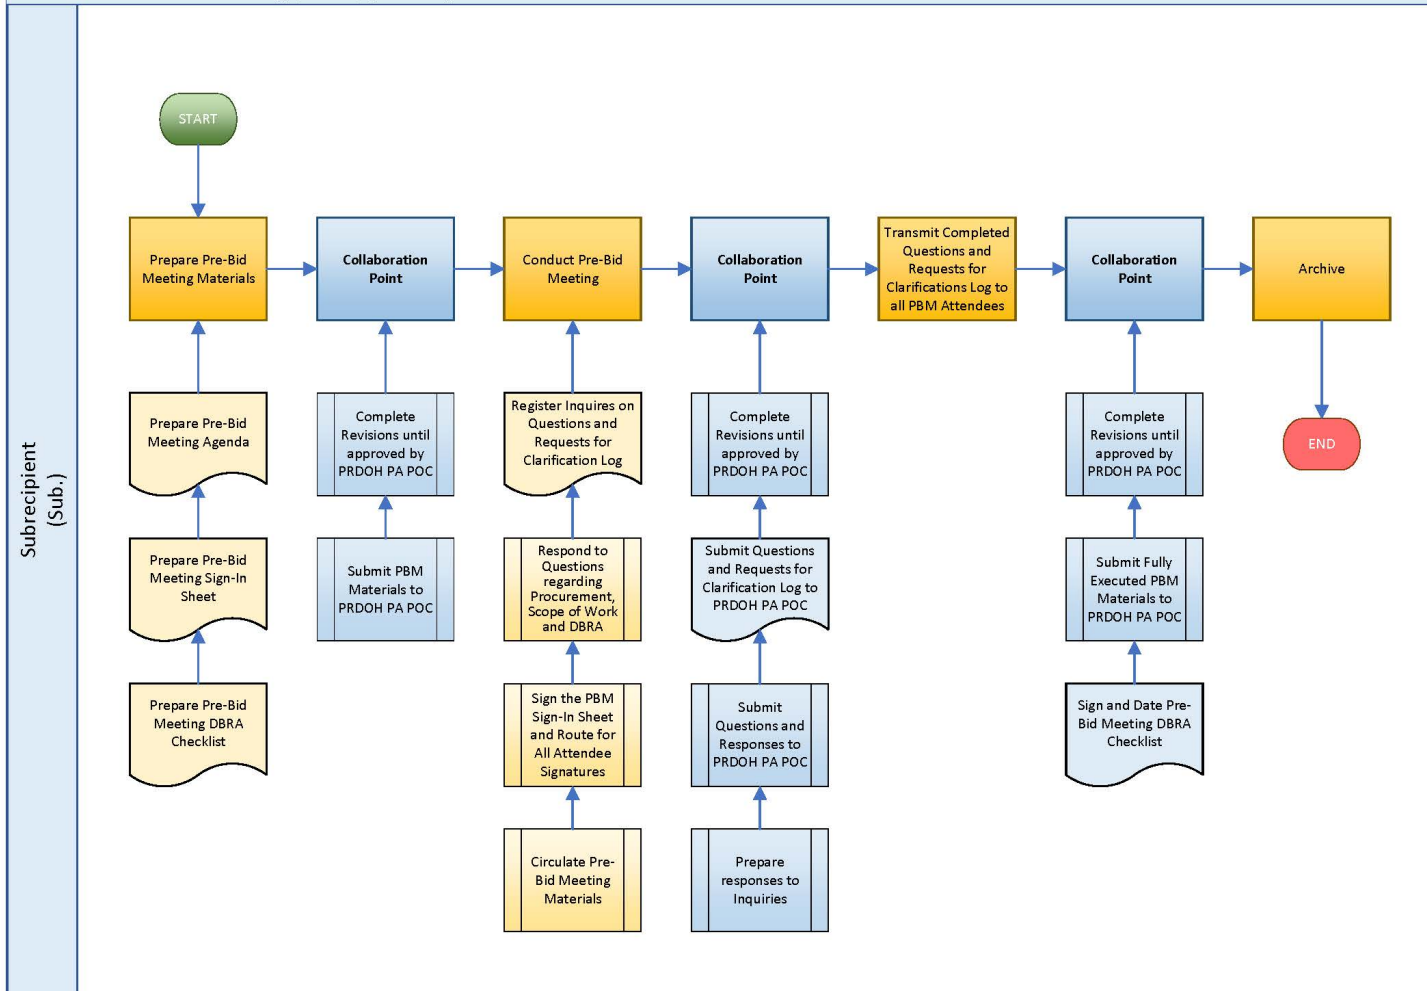 Subrecipient
(Sub.)
START
Prepare Pre-Bid
Meeting Materials
Collaboration
Point
Conduct Pre-Bid
Meeting
Collaboration
Point
Transmit Completed
Questions and
Requests for
Clarifications Log to
all PBM Attendees
Collaboration
Point
Archive
Prepare Pre-Bid
Meeting Agenda
Complete
Revisions until
approved by
PRDOH PA POC
Register Inquires on
Questions and
Requests for
Clarification Log
Complete
Revisions until
approved by
PRDOH PA POC
Complete
Revisions until
approved by
PRDOH PA POC
END
Prepare Pre-Bid
Meeting Sign-In
Sheet
Submit PBM
Materials to
PRDOH PA POC
Respond to
Questions
regarding
Procurement,
Scope of Work
and DBRA
Submit Questions
and Requests for
Clarification Log to
PRDOH PA POC
Submit Fully
Executed PBM
Materials to
PRDOH PA POC
Prepare Pre-Bid
Meeting DBRA
Checklist
Sign the PBM
Sign-In Sheet
and Route for
All Attendee
Signatures
Submit
Questions and
Responses to
PRDOH PA POC
Sign and Date Pre-
Bid Meeting DBRA
Checklist
Circulate Pre-
Bid Meeting
Materials
Prepare
responses to
Inquiries